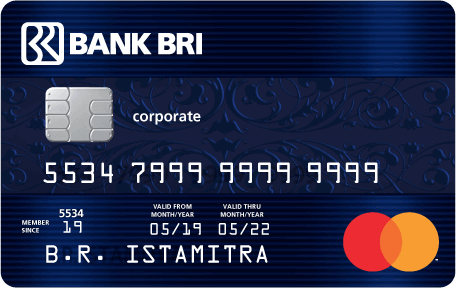 BANK BRI
corporate
5534 7999 9999 9999
5534
MEMBER SINCE 19
VALID FROM MONTH/YEAR 05/19
VALID THRU MONTH/YEAR 05/22
B.R. ISTAMITRA